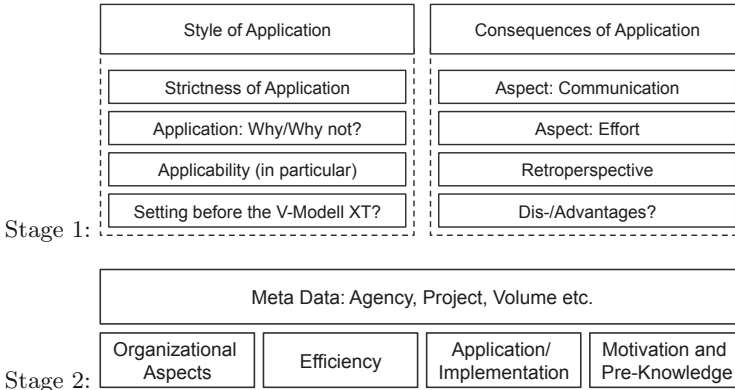 Style of Application
Consequences of Application
Strictness of Application
Aspect: Communication
Application: Why/Why not?
Aspect: Effort
Applicability (in particular)
Retroperspective
Setting before the V-Modell XT?
Dis-/Advantages?
Stage 1:
Meta Data: Agency, Project, Volume etc.
Organizational
Aspects
Efficiency
Application/
Implementation
Motivation and
Pre-Knowledge
Stage 2: